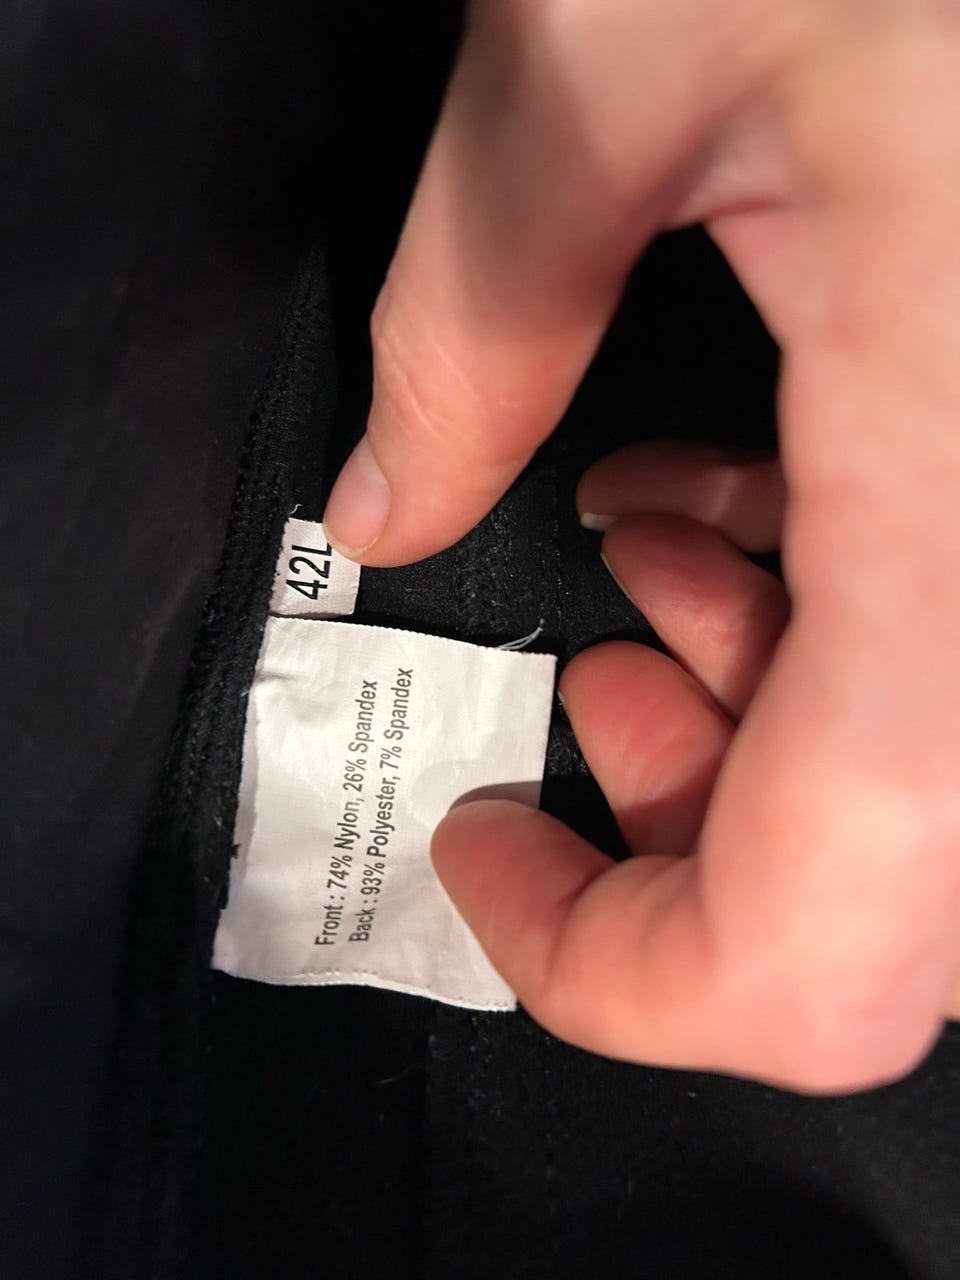 42L
Front : 74% Nylon, 26% Spandex
Back : 93% Polyester, 7% Spandex